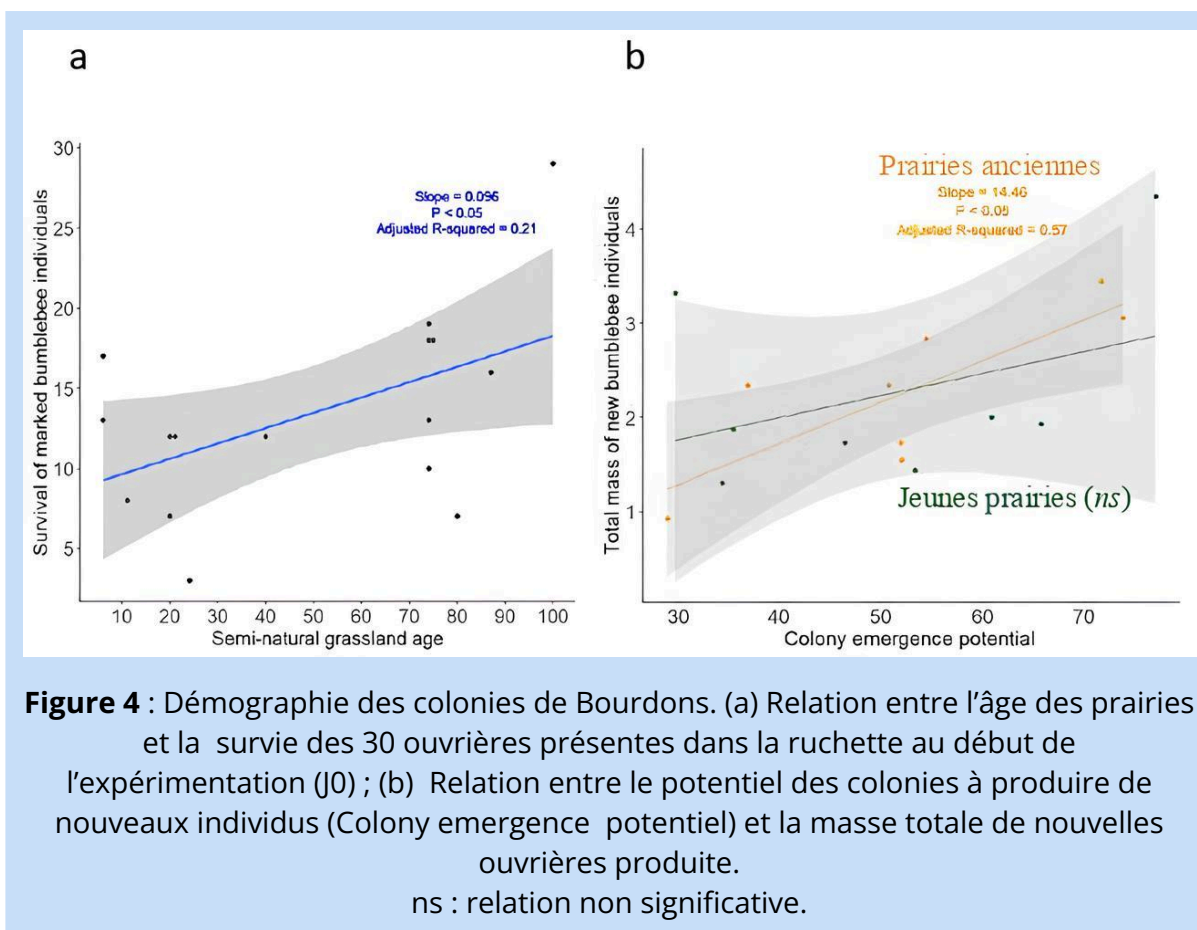 a
b
30
25
20
15
10
5
Survival of marked bumblebee individuals
Slope = 0.096
P < 0.05
Adjusted R-squared = 0.21
10 20 30 40 50 60 70 80 90 100
Semi-natural grassland age
4
3
2
1
Total mass of new bumblebee individuals
Prairies anciennes
Slope = 14.46
P < 0.05
Adjusted R-squared = 0.57
Jeunes prairies (ns)
30 40 50 60 70
Colony emergence potential
Figure 4 : Démographie des colonies de Bourdons. (a) Relation entre l’âge des prairies
et la survie des 30 ouvrières présentes dans la ruchette au début de
l’expérimentation (J0) ; (b) Relation entre le potentiel des colonies à produire de
nouveaux individus (Colony emergence potentiel) et la masse totale de nouvelles
ouvrières produite.
ns : relation non significative.